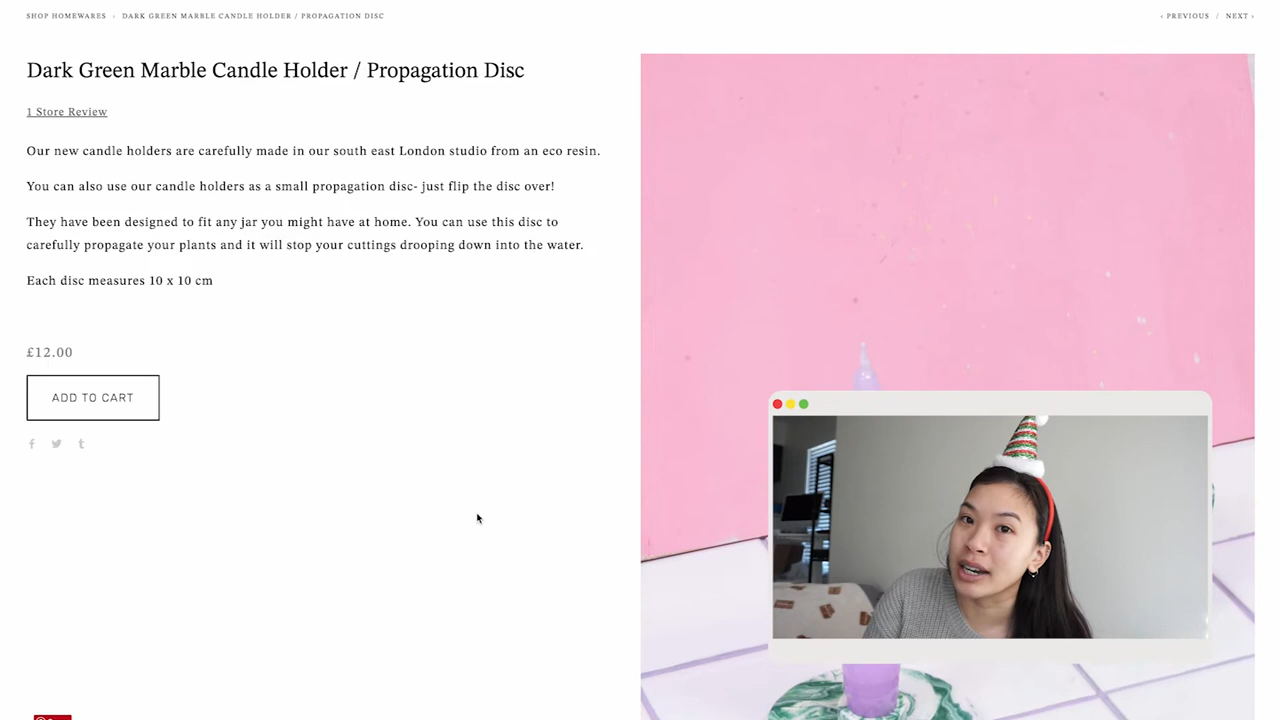 SHOP HOMEWARES › DARK GREEN MARBLE CANDLE HOLDER / PROPAGATION DISC
‹ PREVIOUS / NEXT ›
Dark Green Marble Candle Holder / Propagation Disc
1 Store Review
Our new candle holders are carefully made in our south east London studio from an eco resin.
You can also use our candle holders as a small propagation disc- just flip the disc over!
They have been designed to fit any jar you might have at home. You can use this disc to
carefully propagate your plants and it will stop your cuttings drooping down into the water.
Each disc measures 10 x 10 cm
£12.00
ADD TO CART